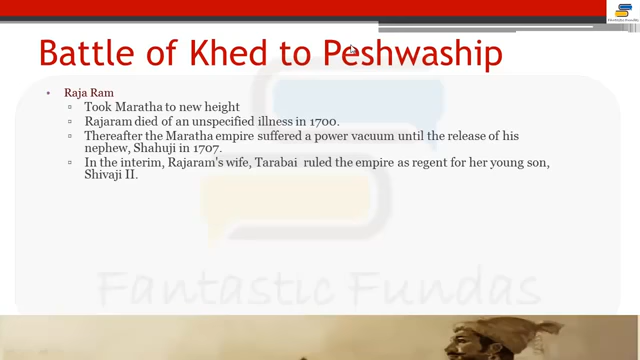 Fantastic Fundas
Battle of Khed to Peshwaship
Raja Ram
Took Maratha to new height
Rajaram died of an unspecified illness in 1700.
Thereafter the Maratha empire suffered a power vacuum until the release of his
nephew, Shahuji in 1707.
In the interim, Rajaram's wife, Tarabai ruled the empire as regent for her young son,
Shivaji II.
Fantastic Fundas